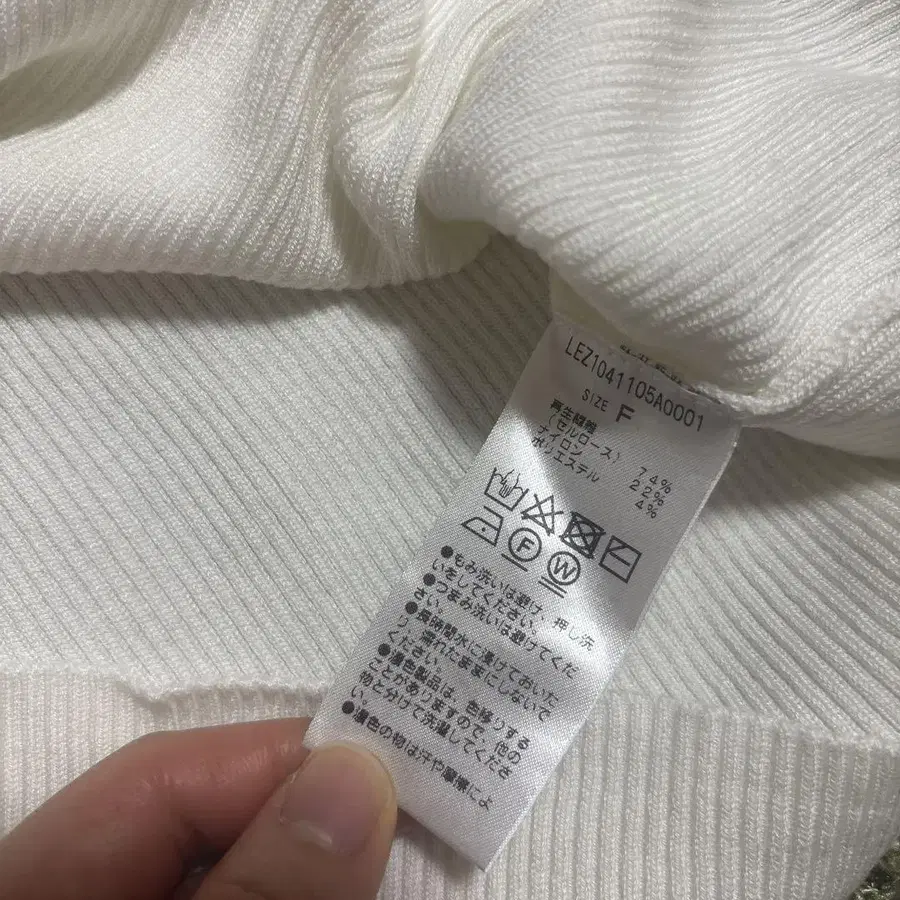 LEZ1041105A0001
SIZE F
再生繊維
(セルロース) 74%
ナイロン 22%
ポリエステル 4%
F W
●もみ洗いは避け、押し洗
いをしてください。
●つまみ洗いは避けてくだ
さい。
●長時間水に漬けておいた
り、濡れたままにしないで
ください。
●濃色製品は、色移りする
ことがありますので、他の
物と分けて洗濯してくださ
い。
●濃色の物は汗や摩擦によ